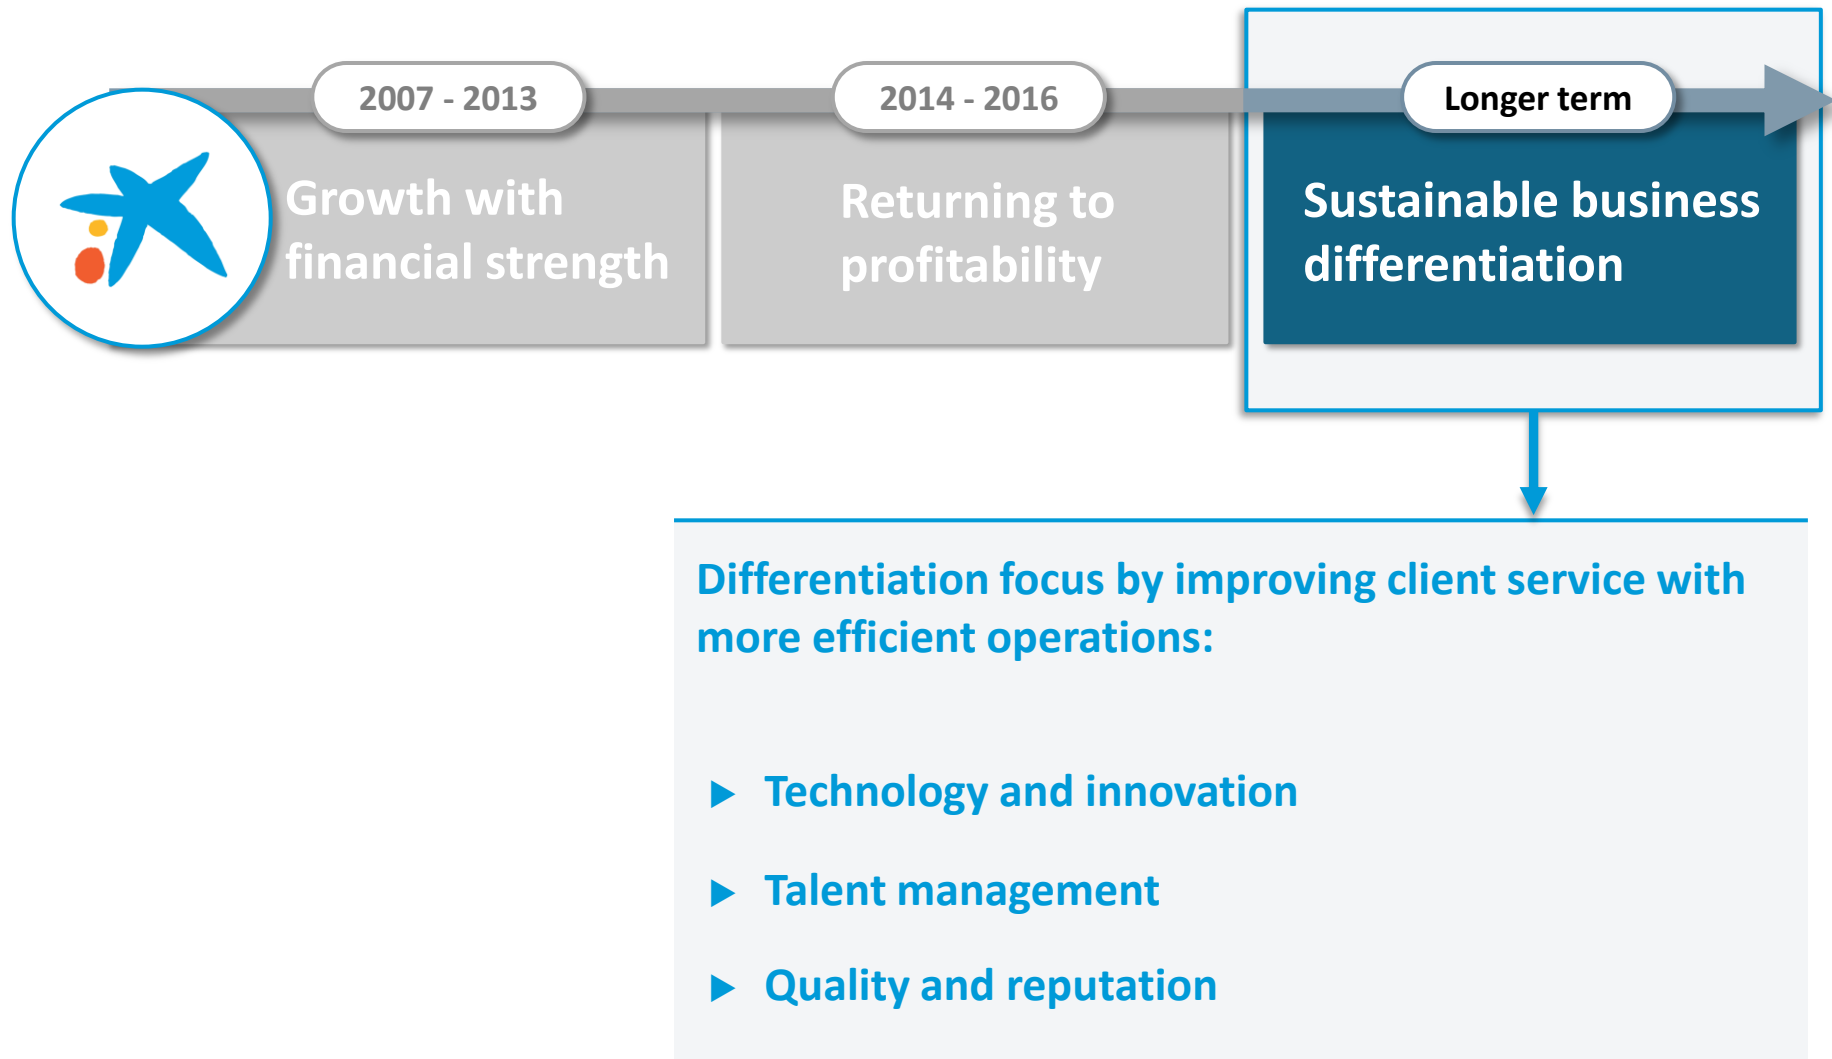 2007 - 2013
2014 - 2016
Longer term
Growth with
financial strength
Returning to
profitability
Sustainable business
differentiation
Differentiation focus by improving client service with
more efficient operations:
Technology and innovation
Talent management
Quality and reputation